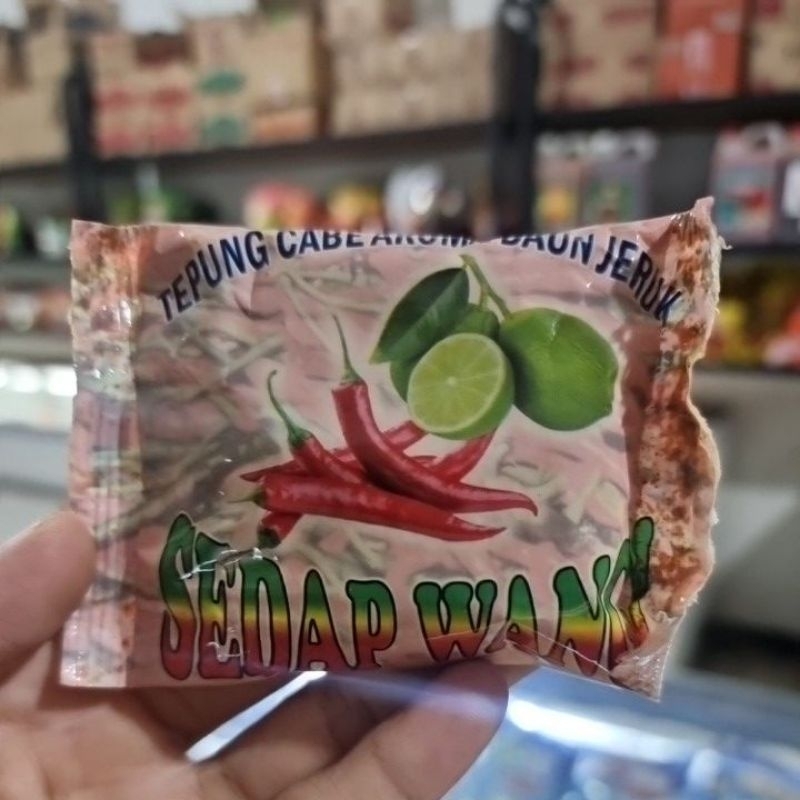 TEPUNG CABE AROMA DAUN JERUK
SEDAP WANGI